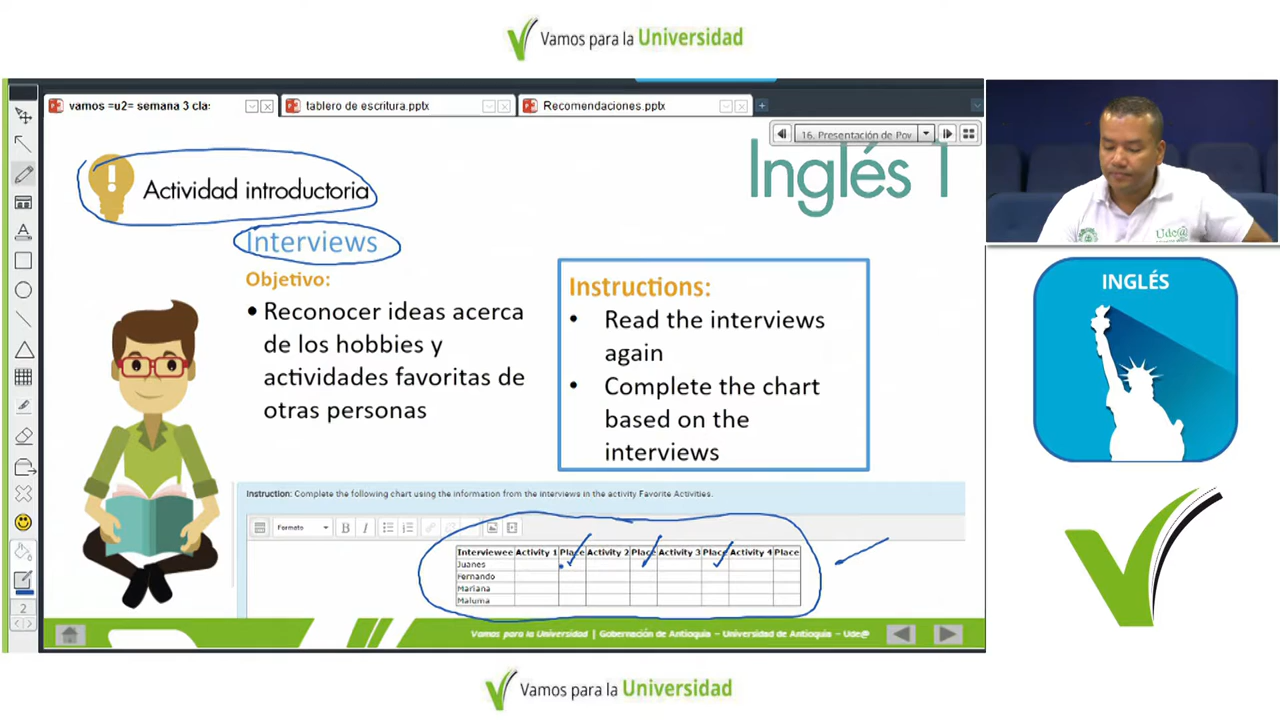 Vamos para la Universidad
vamos =u2= semana 3 cla:
tablero de escritura.pptx
Recomendaciones.pptx
16. Presentación de Pow
Inglés 1
Actividad introductoria
Interviews
Objetivo:
• Reconocer ideas acerca
de los hobbies y
actividades favoritas de
otras personas
Instructions:
• Read the interviews
again
• Complete the chart
based on the
interviews
Ude@
INGLÉS
Instruction: Complete the following chart using the information from the interviews in the activity Favorite Activities.
Formato
B I
Interviewee Activity 1 Place Activity 2 Place Activity 3 Place Activity 4 Place
Juanes
Fernando
Mariana
Maluma
2
Vamos para la Universidad | Gobernación de Antioquia - Universidad de Antioquia - Ude@
Vamos para la Universidad